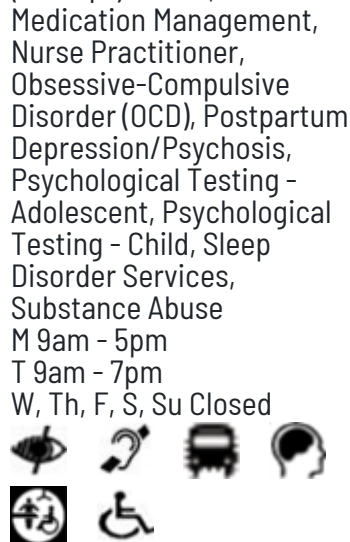 Medication Management,
Nurse Practitioner,
Obsessive-Compulsive
Disorder (OCD), Postpartum
Depression/Psychosis,
Psychological Testing -
Adolescent, Psychological
Testing - Child, Sleep
Disorder Services,
Substance Abuse
M 9am - 5pm
T 9am - 7pm
W, Th, F, S, Su Closed